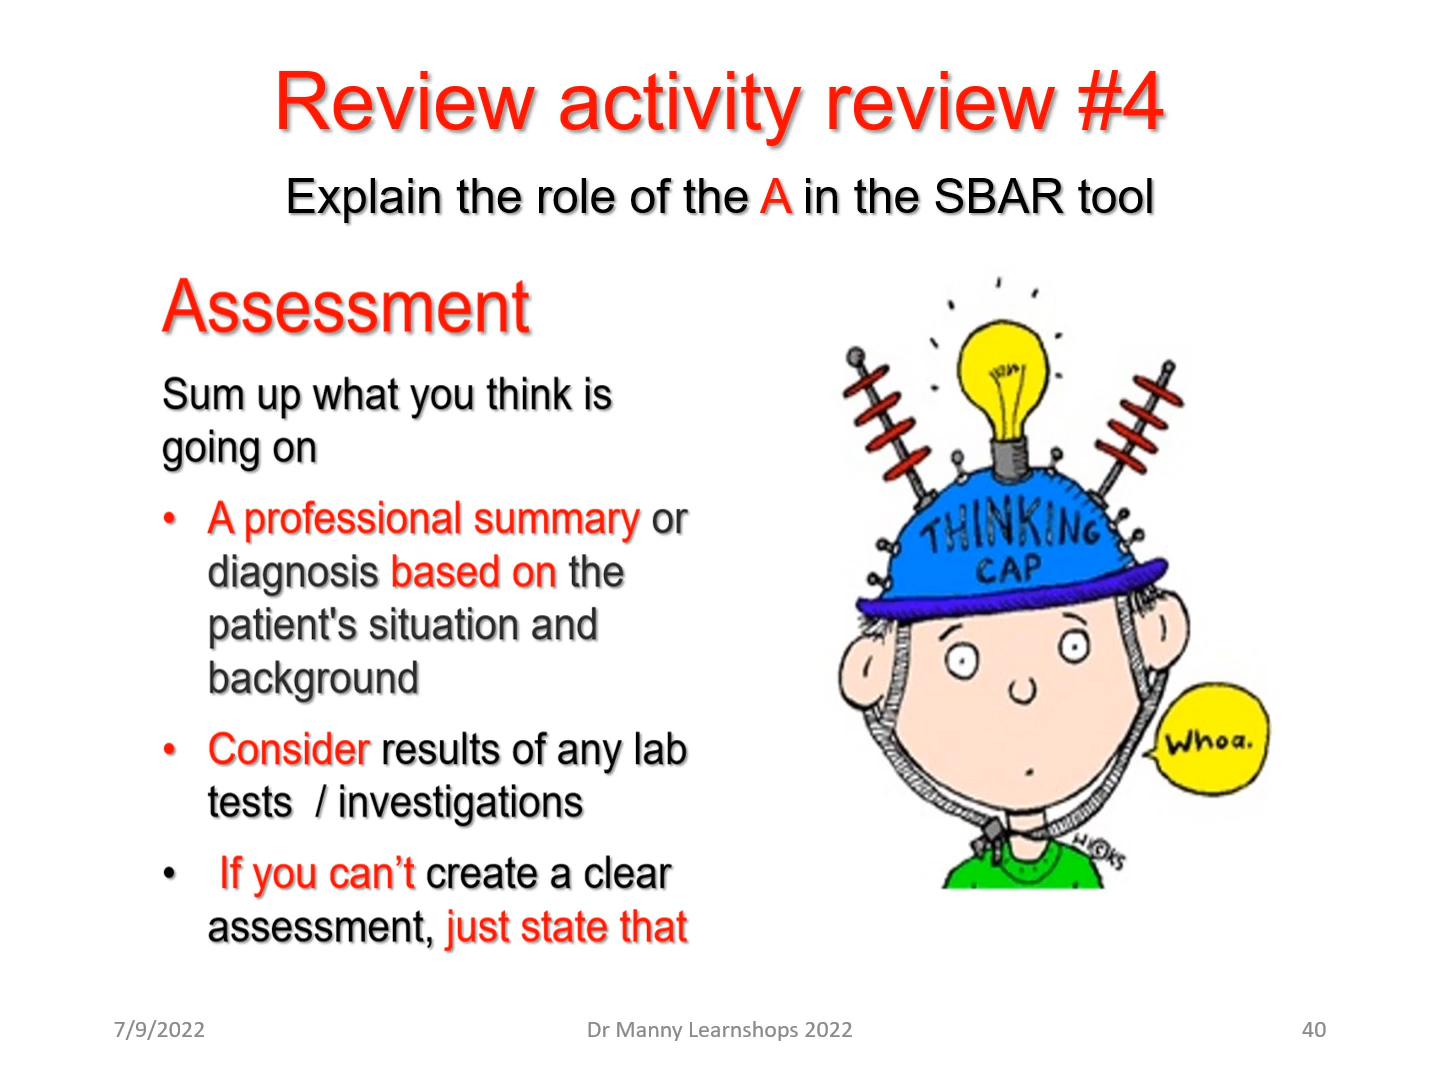 Review activity review #4
Explain the role of the A in the SBAR tool
Assessment
Sum up what you think is
going on
• A professional summary or
diagnosis based on the
patient's situation and
background
• Consider results of any lab
tests / investigations
• If you can’t create a clear
assessment, just state that
THINKING
CAP
Whoa.
HICKS
7/9/2022
Dr Manny Learnshops 2022
40